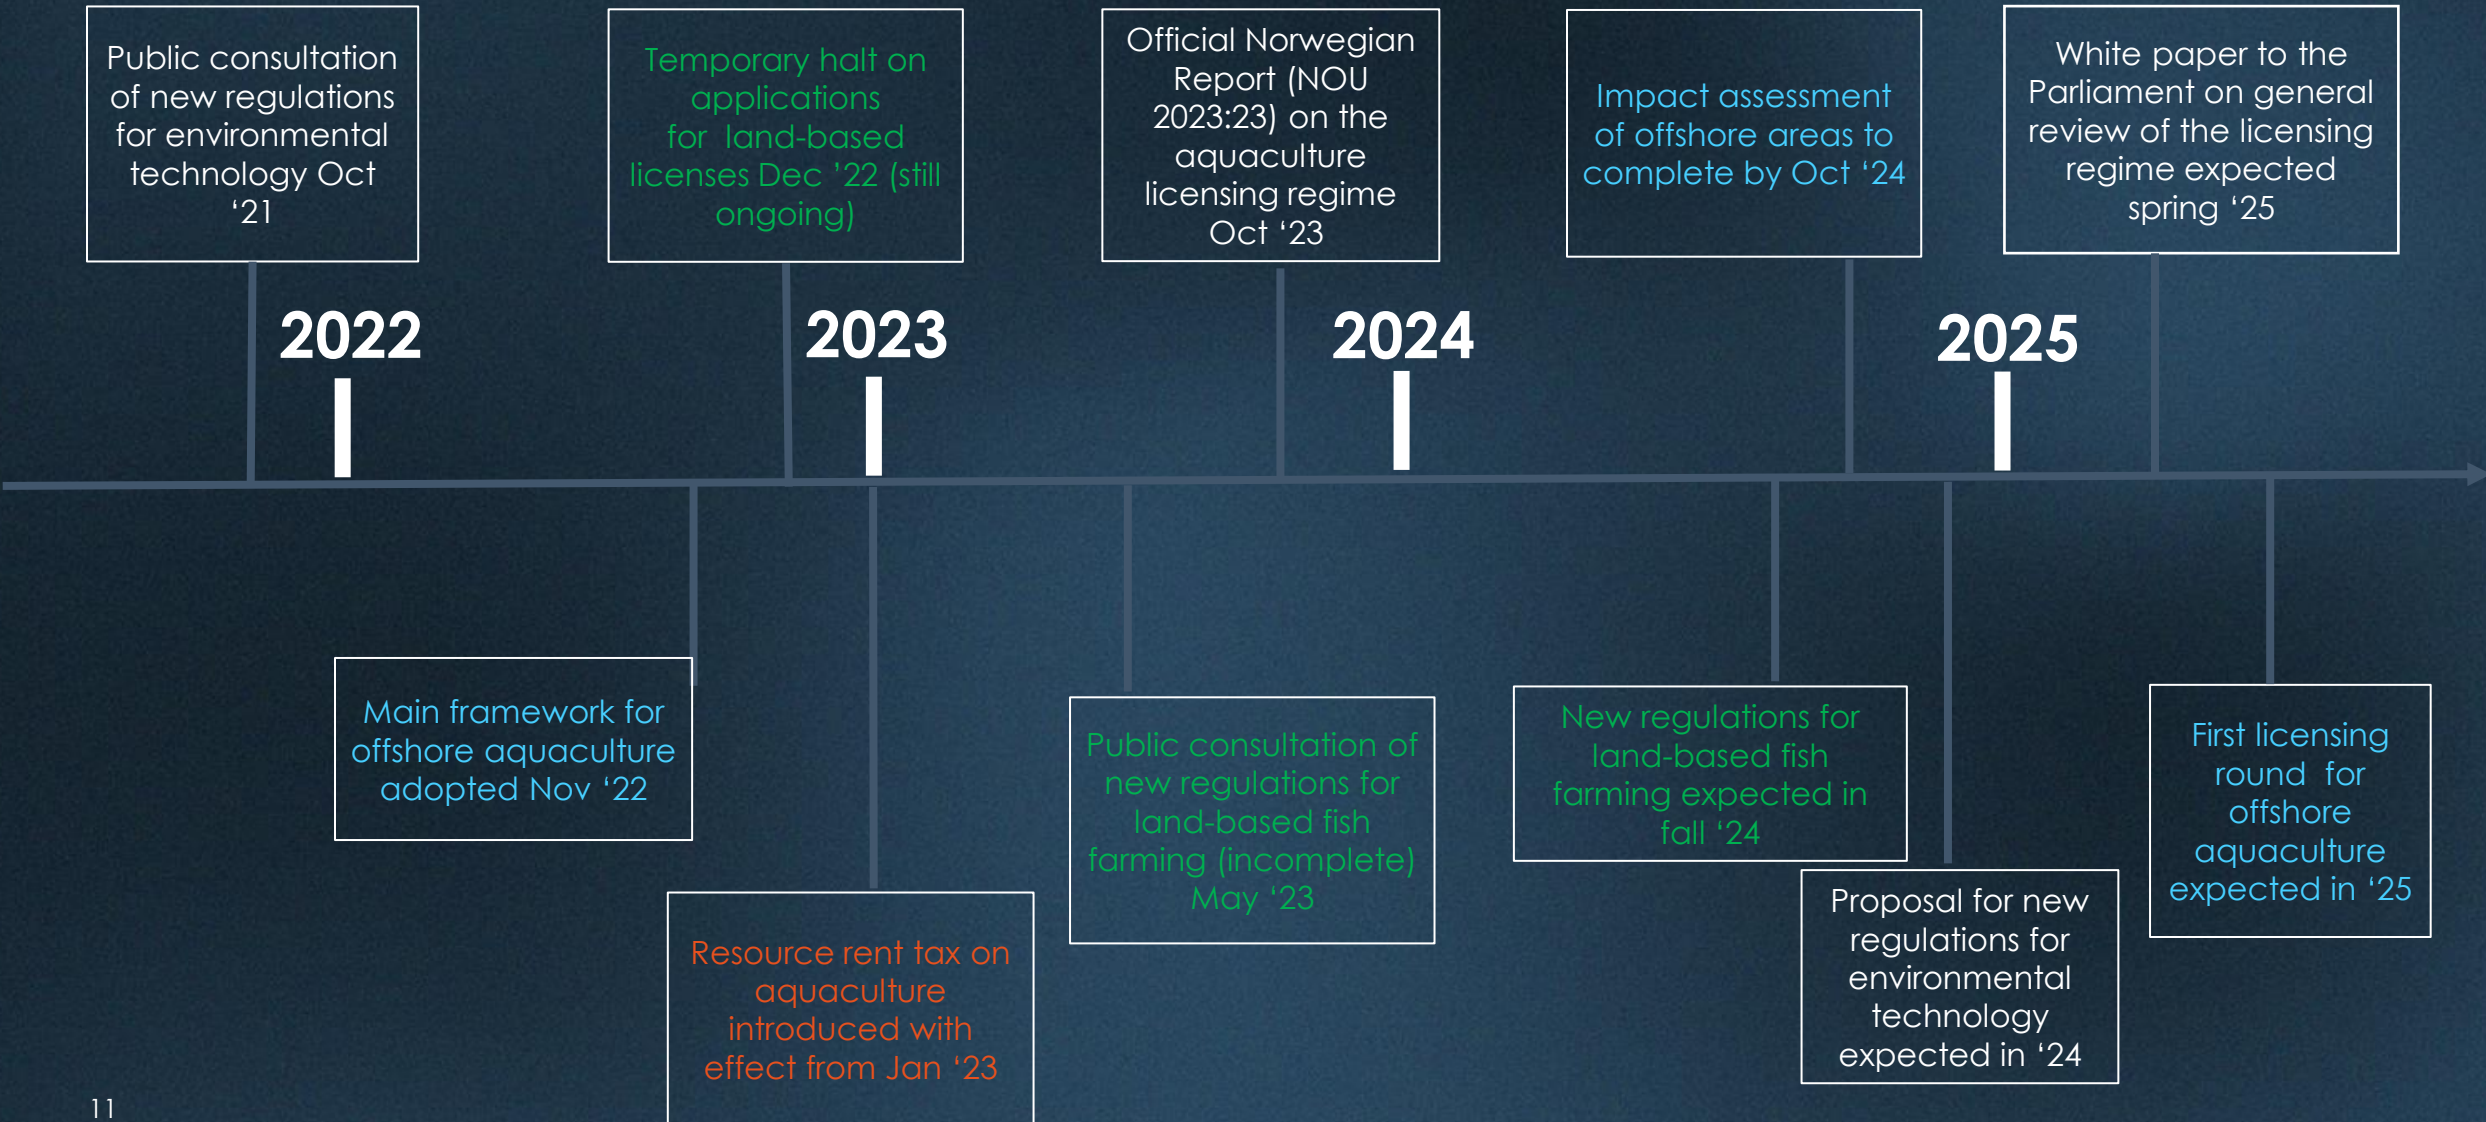 Public consultation
of new regulations
for environmental
technology Oct
‘21
Temporary halt on
applications
for  land-based
licenses Dec ’22 (still
ongoing)
Official Norwegian
Report (NOU
2023:23) on the
aquaculture
licensing regime
Oct ‘23
Impact assessment
of offshore areas to
complete by Oct ‘24
White paper to the
Parliament on general
review of the licensing
regime expected
spring ‘25
2022
2023
2024
2025
Main framework for
offshore aquaculture
adopted Nov ‘22
Resource rent tax on
aquaculture
introduced with
effect from Jan ‘23
Public consultation of
new regulations for
land-based fish
farming (incomplete)
May ‘23
New regulations for
land-based fish
farming expected in
fall ‘24
Proposal for new
regulations for
environmental
technology
expected in ‘24
First licensing
round  for
offshore
aquaculture
expected in ‘25
11